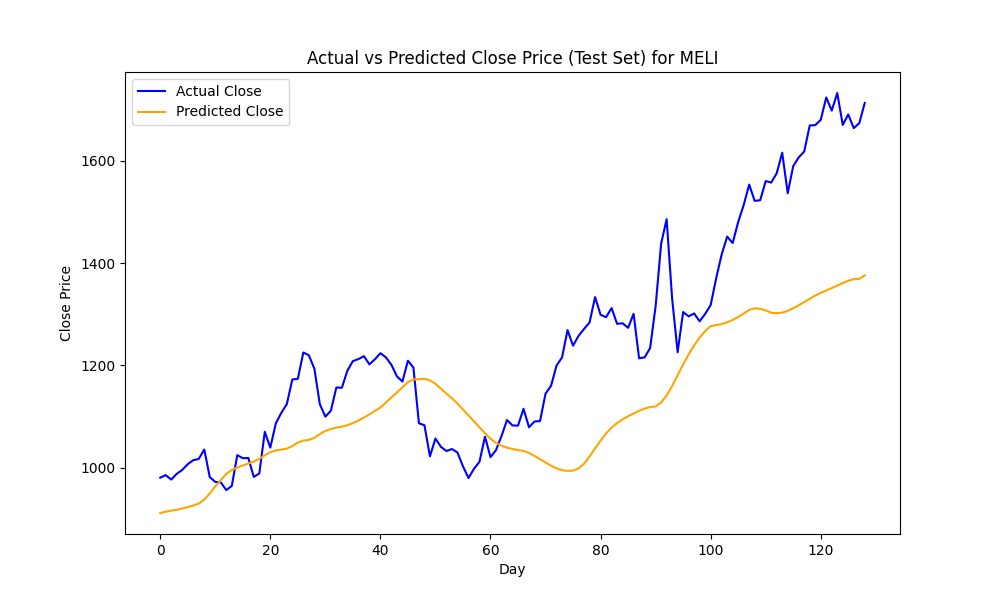 Actual vs Predicted Close Price (Test Set) for MELI
Actual Close
Predicted Close
Close Price
1600
1400
1200
1000
0 20 40 60 80 100 120
Day